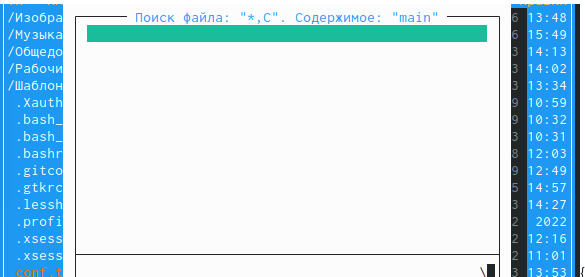 Поиск файла: "*,С". Содержимое: "main"
/Изобра 6 13:48
/Музыка 6 15:49
/Общедо 3 14:13
/Рабочи 3 14:02
/Шаблон 3 13:34
.Xauth 9 10:59
.bash_ 9 10:32
.bash_ 3 10:31
.bashr 8 12:03
.gitco 9 12:49
.gtkrc 5 14:57
.lessh 3 14:27
.profi 2 2022
.xsess 2 12:16
.xsess 2 11:01
conf.t \ 3 13:53